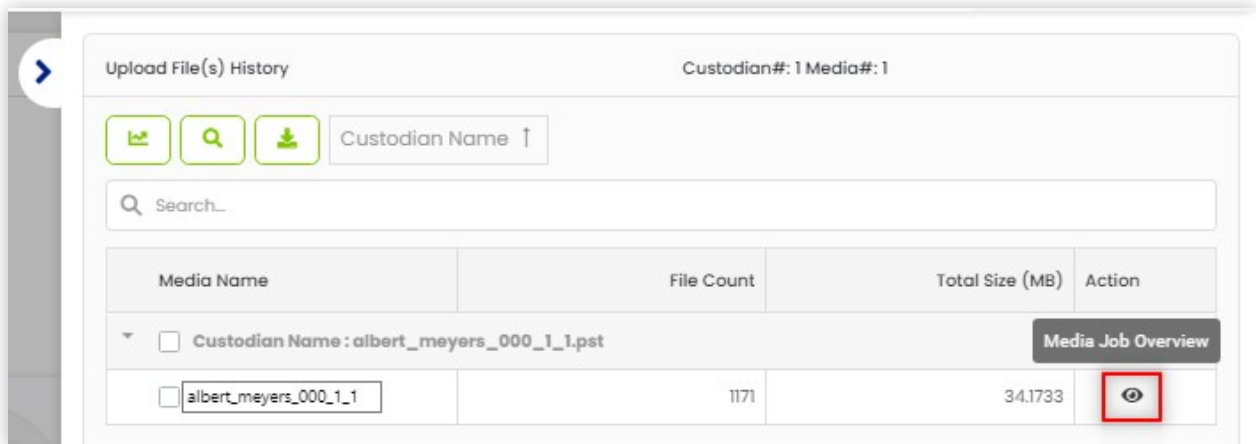 Upload File(s) History Custodian#: 1 Media#: 1
Custodian Name ↑
Search...
Media Name File Count Total Size (MB) Action
Custodian Name : albert_meyers_000_1_1.pst
Media Job Overview
albert_meyers_000_1_1 1171 34.1733